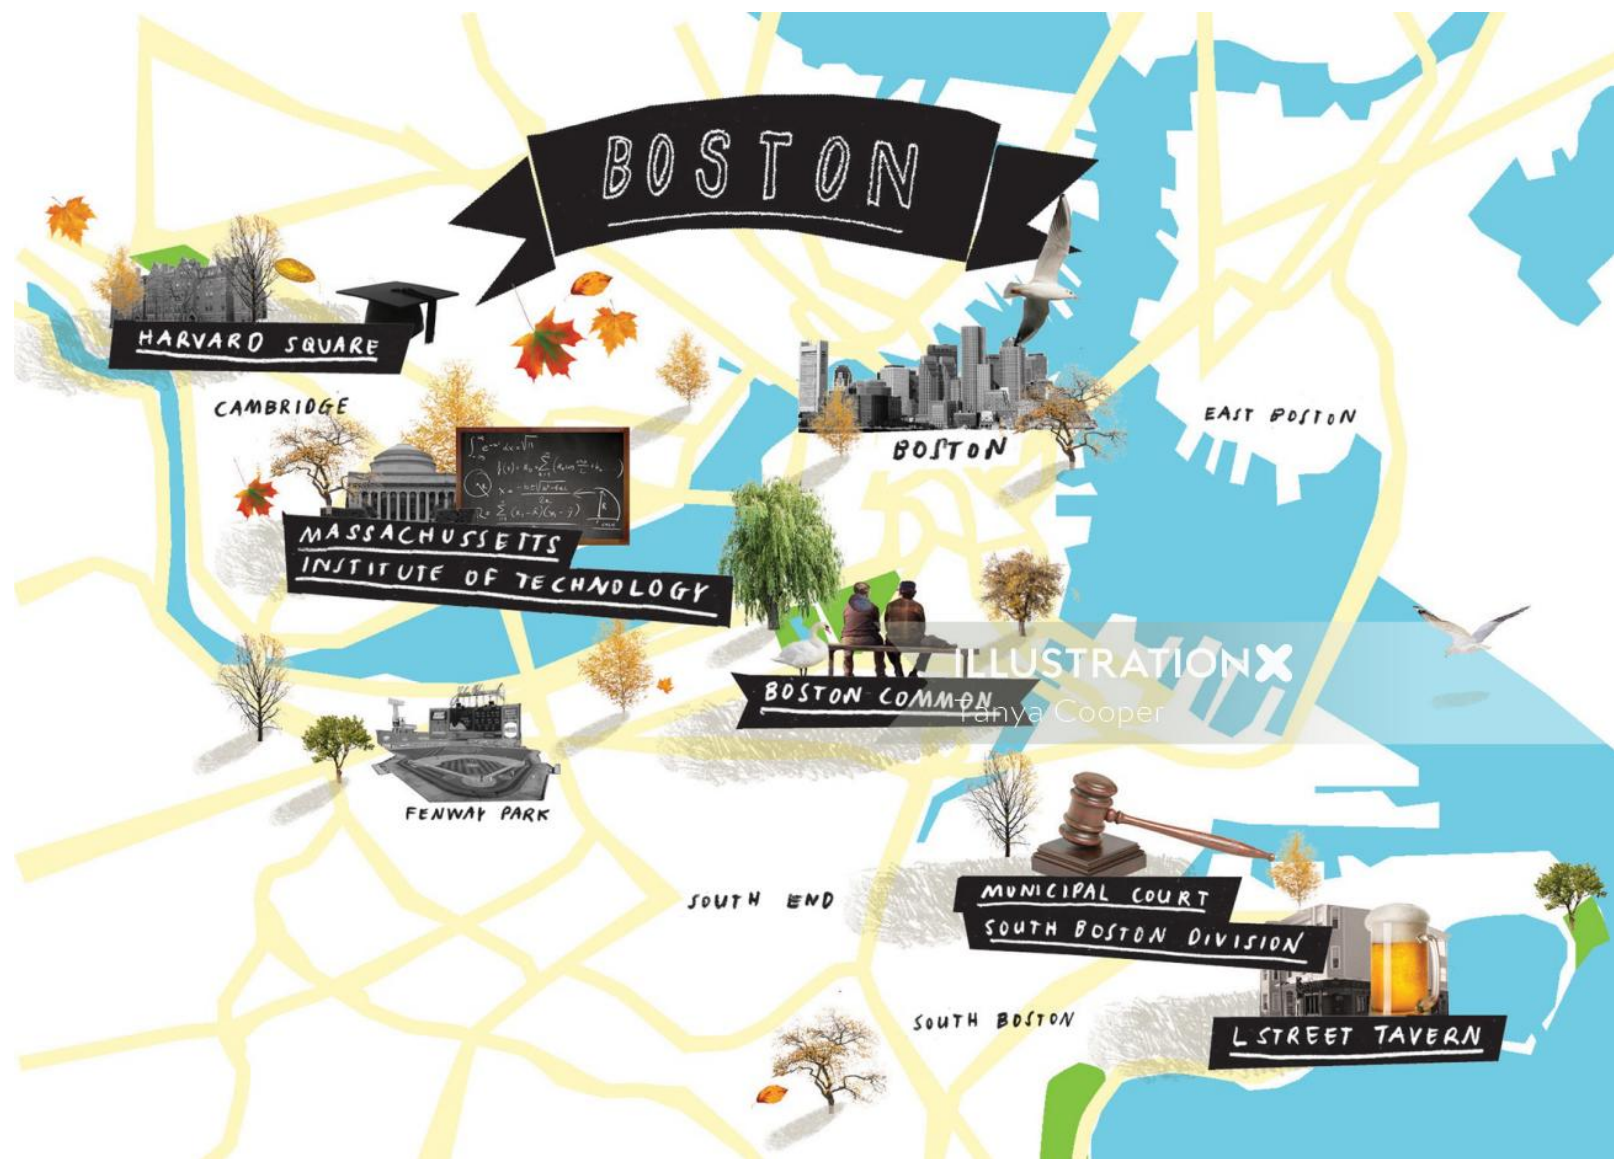 BOSTON
HARVARD SQUARE
CAMBRIDGE
BOSTON
EAST BOSTON
MASSACHUSSETTS
INSTITUTE OF TECHNOLOGY
BOSTON COMMON
ILLUSTRATIONX
Tanya Cooper
FENWAY PARK
SOUTH END
MUNICIPAL COURT
SOUTH BOSTON DIVISION
SOUTH BOSTON
L STREET TAVERN